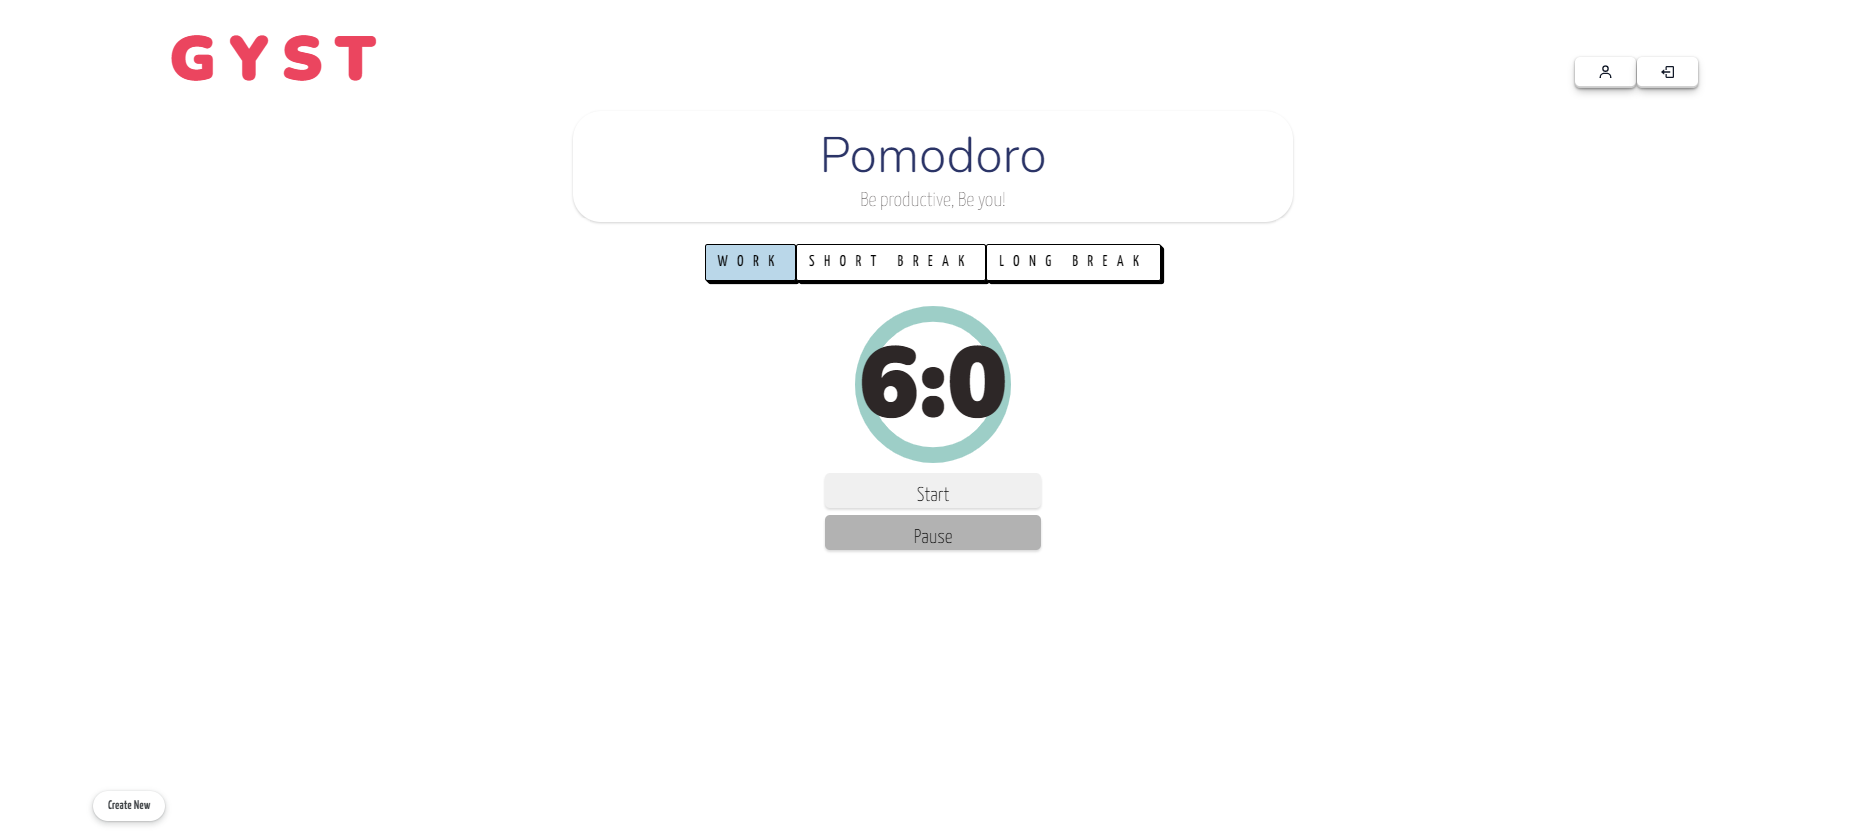 GYST
Pomodoro
Be productive, Be you!
WORK SHORT BREAK LONG BREAK
6:0
Start
Pause
Create New